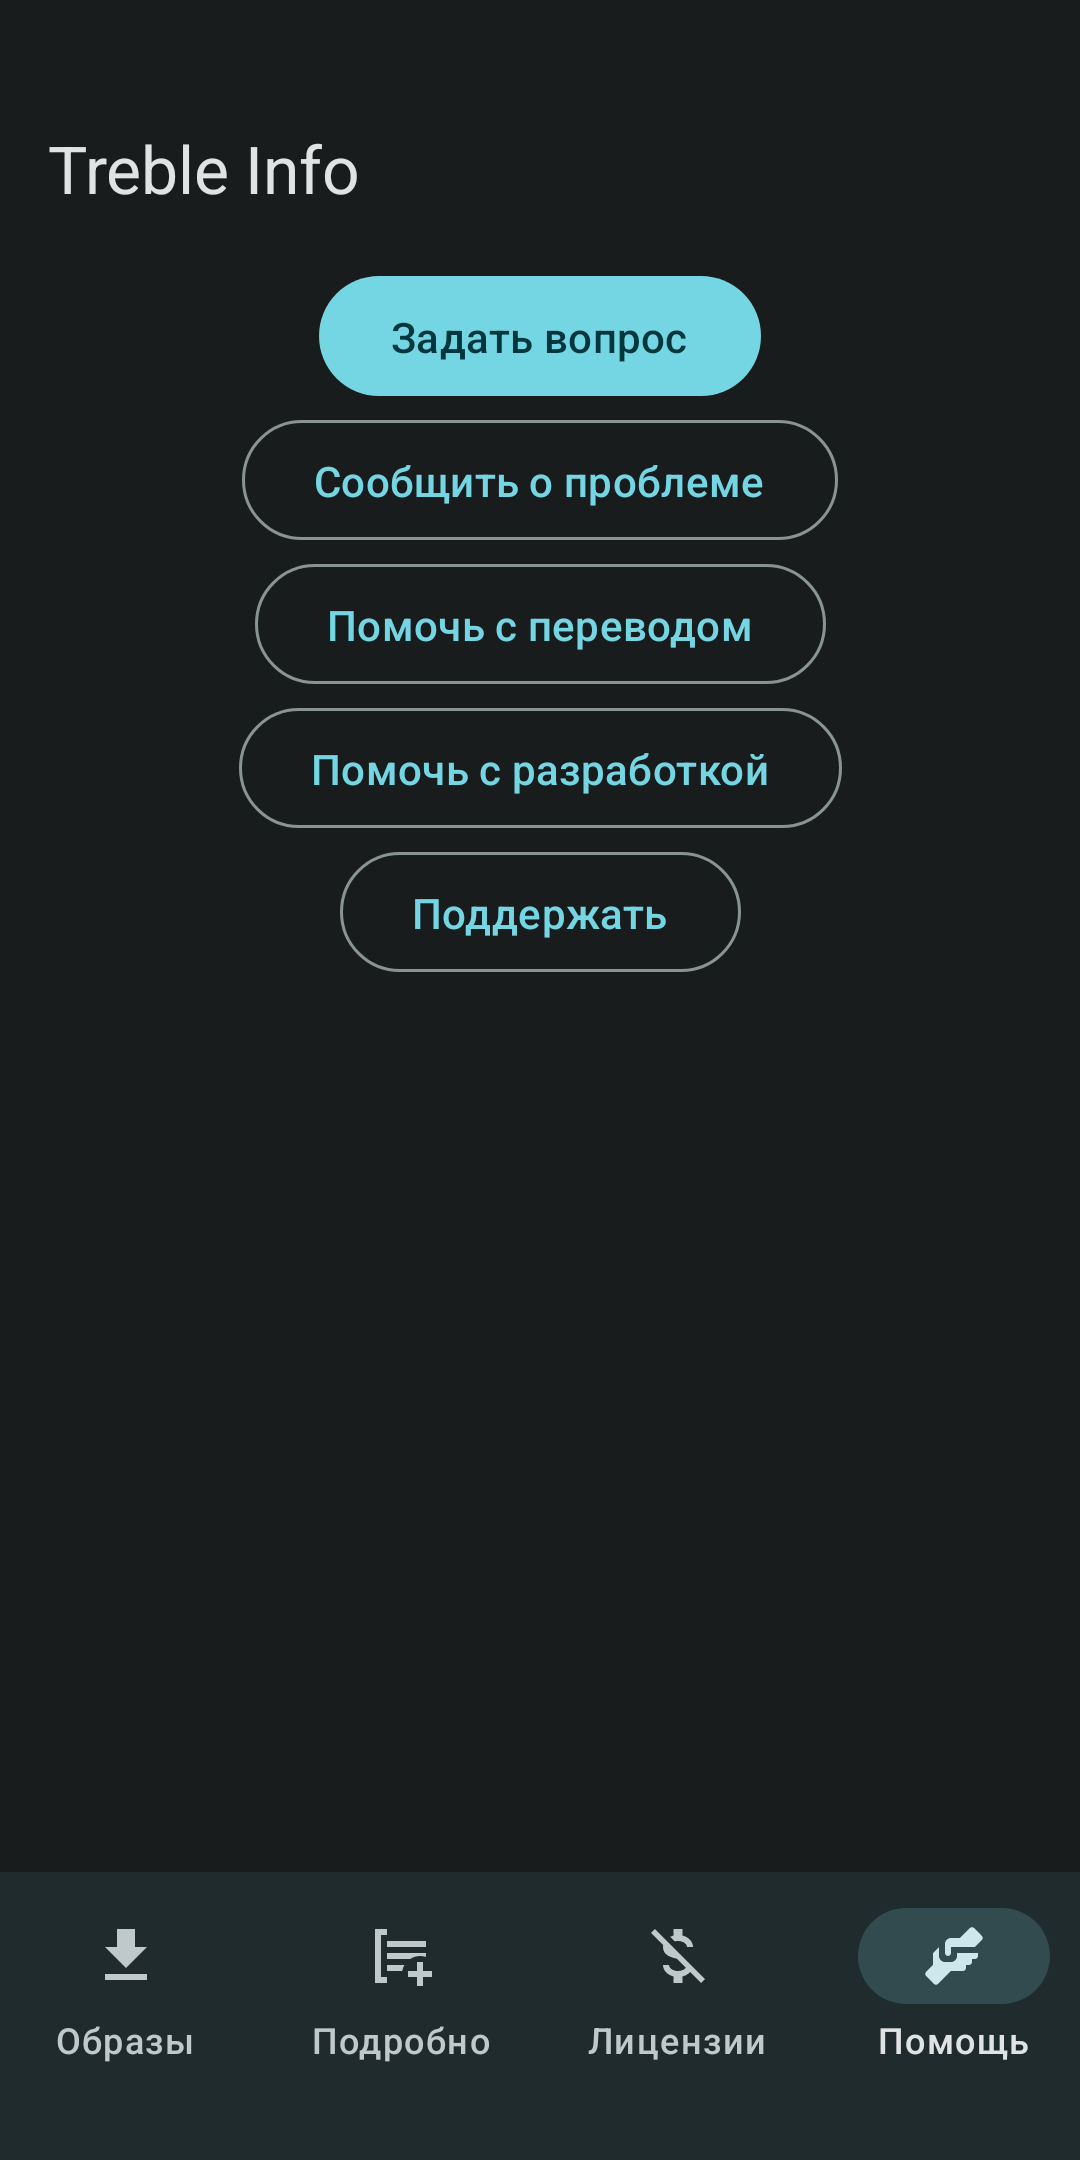 Treble Info
Задать вопрос
Сообщить о проблеме
Помочь с переводом
Помочь с разработкой
Поддержать
Образы
Подробно
Лицензии
Помощь